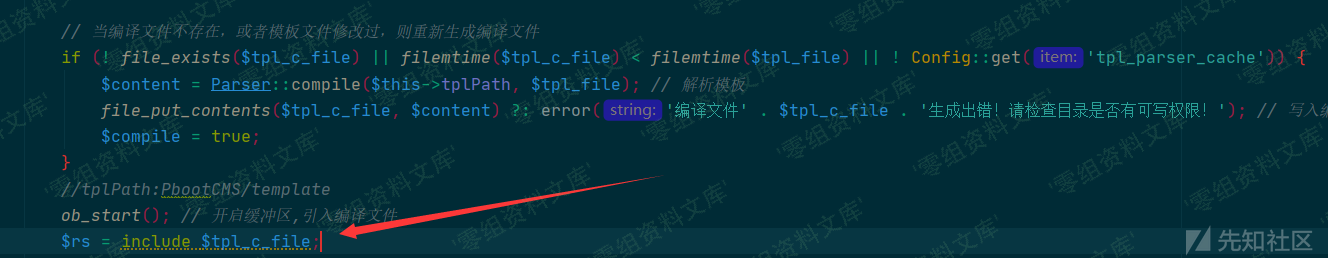 // 当编译文件不存在，或者模板文件修改过，则重新生成编译文件
if (! file_exists($tpl_c_file) || filemtime($tpl_c_file) < filemtime($tpl_file) || ! Config::get( item: 'tpl_parser_cache')) {
$content = Parser::compile($this->tplPath, $tpl_file); // 解析模板
file_put_contents($tpl_c_file, $content) ?: error( string: '编译文件' . $tpl_c_file . '生成出错！请检查目录是否有可写权限！'); // 写入编
$compile = true;
}
//tplPath:PbootCMS/template
ob_start(); // 开启缓冲区,引入编译文件
$rs = include $tpl_c_file;
先知社区
'零组资料文库'